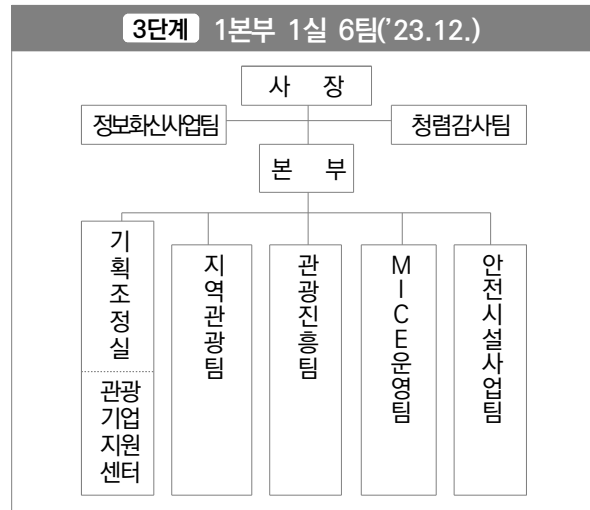 3단계 1본부 1실 6팀(’23.12.)
사 장
정보화신사업팀
청렴감사팀
본 부
기획조정실
관광
기업
지원
센터
지역관광팀
관광진흥팀
MICE운영팀
안전시설사업팀